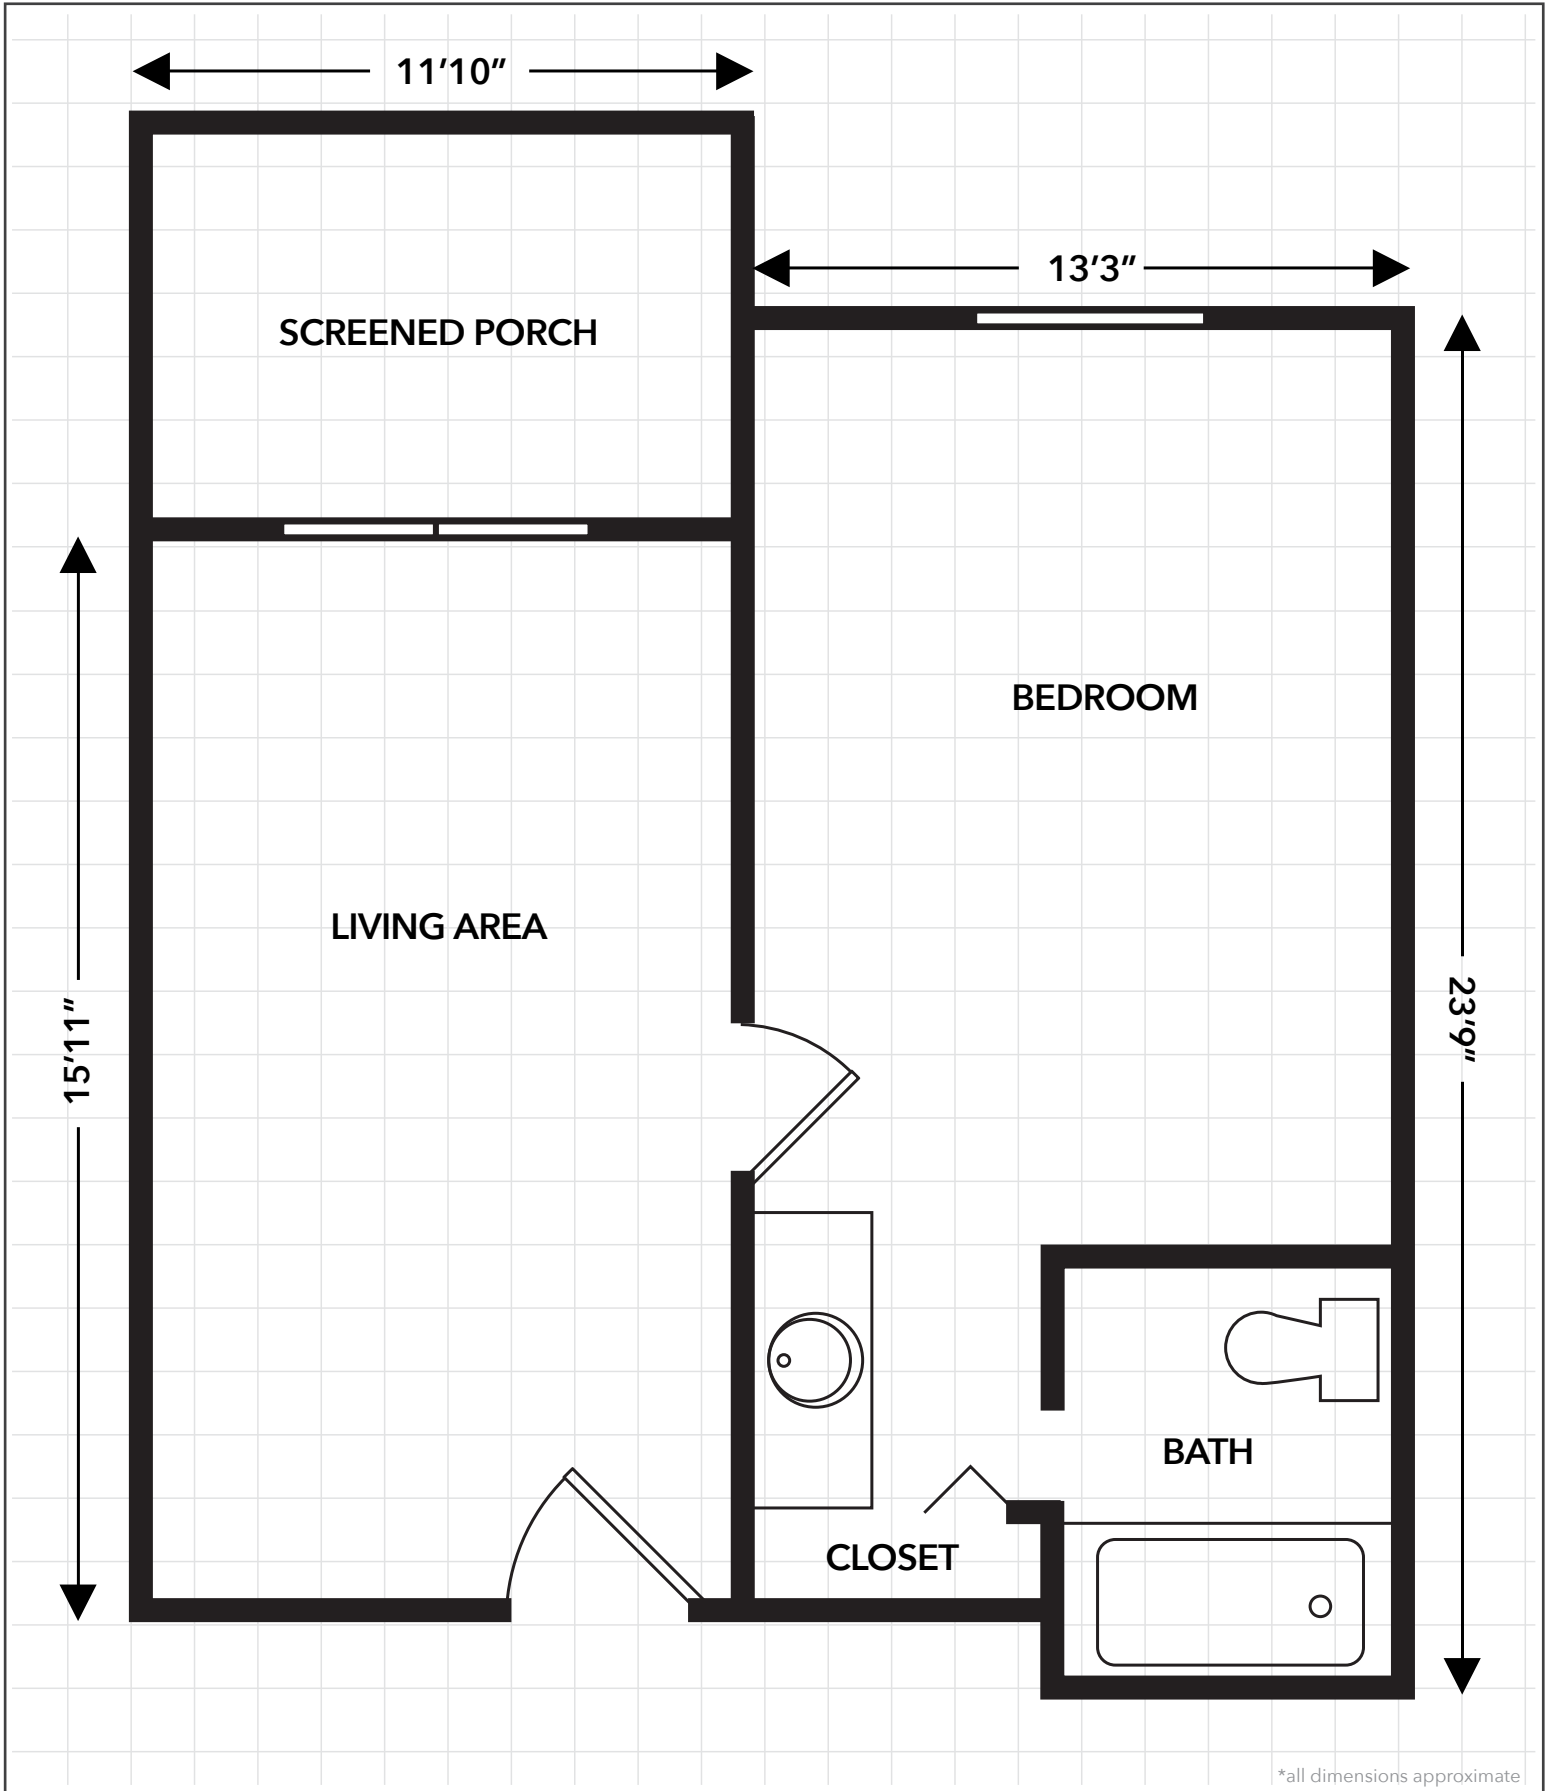 11’10”
13’3”
SCREENED PORCH
BEDROOM
LIVING AREA
15’11”
23’9”
BATH
CLOSET
*all dimensions approximate